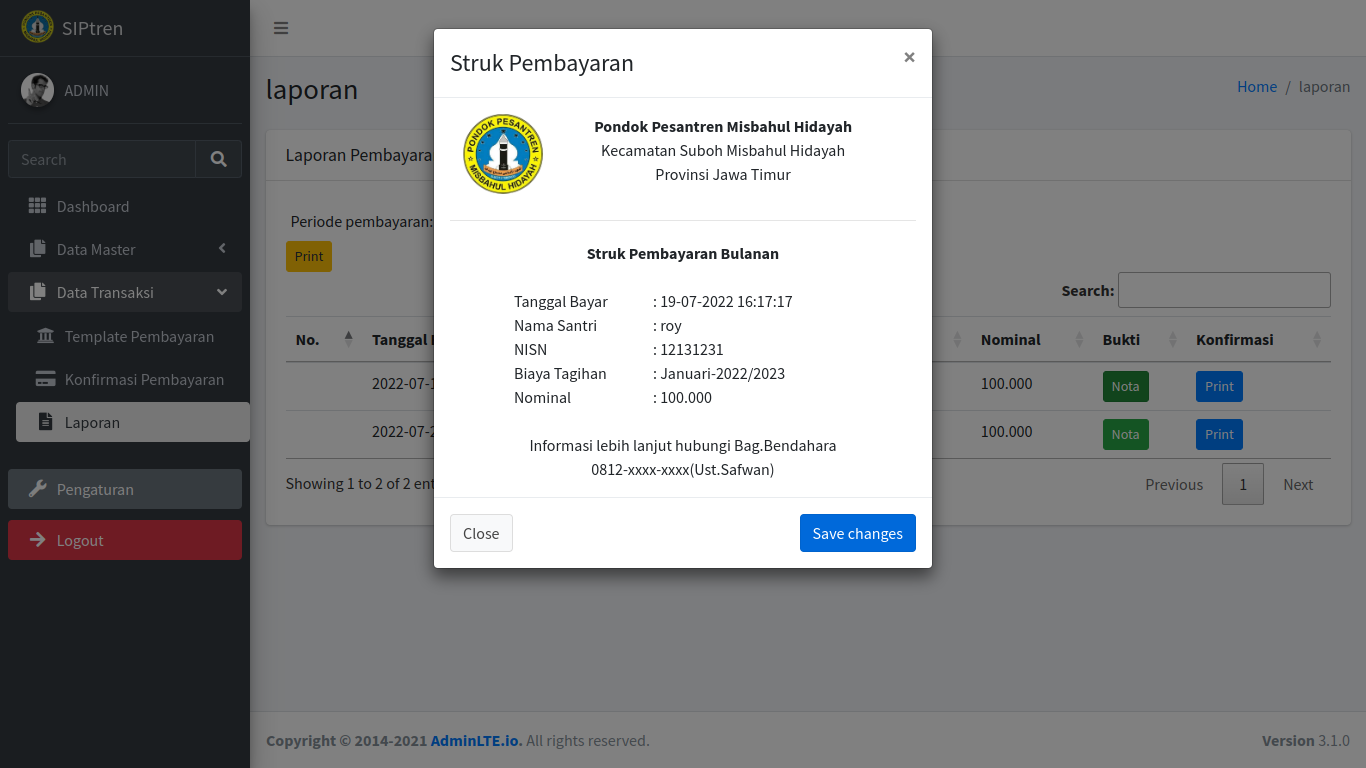 SIPtren
ADMIN
Search
Dashboard
Data Master
Data Transaksi
Template Pembayaran
Konfirmasi Pembayaran
Laporan
Pengaturan
Logout
laporan
Home / laporan
Laporan Pembayara
Periode pembayaran:
Print
Search:
No. Tanggal Nominal Bukti Konfirmasi
2022-07-1 100.000 Nota Print
2022-07-2 100.000 Nota Print
Showing 1 to 2 of 2 ent
Previous 1 Next
Struk Pembayaran ×
PONDOK PESANTREN
MISBAHUL HIDAYAH
Pondok Pesantren Misbahul Hidayah
Kecamatan Suboh Misbahul Hidayah
Provinsi Jawa Timur
Struk Pembayaran Bulanan
Tanggal Bayar : 19-07-2022 16:17:17
Nama Santri : roy
NISN : 12131231
Biaya Tagihan : Januari-2022/2023
Nominal : 100.000
Informasi lebih lanjut hubungi Bag.Bendahara
0812-xxxx-xxxx(Ust.Safwan)
Close Save changes
Copyright © 2014-2021 AdminLTE.io. All rights reserved.
Version 3.1.0